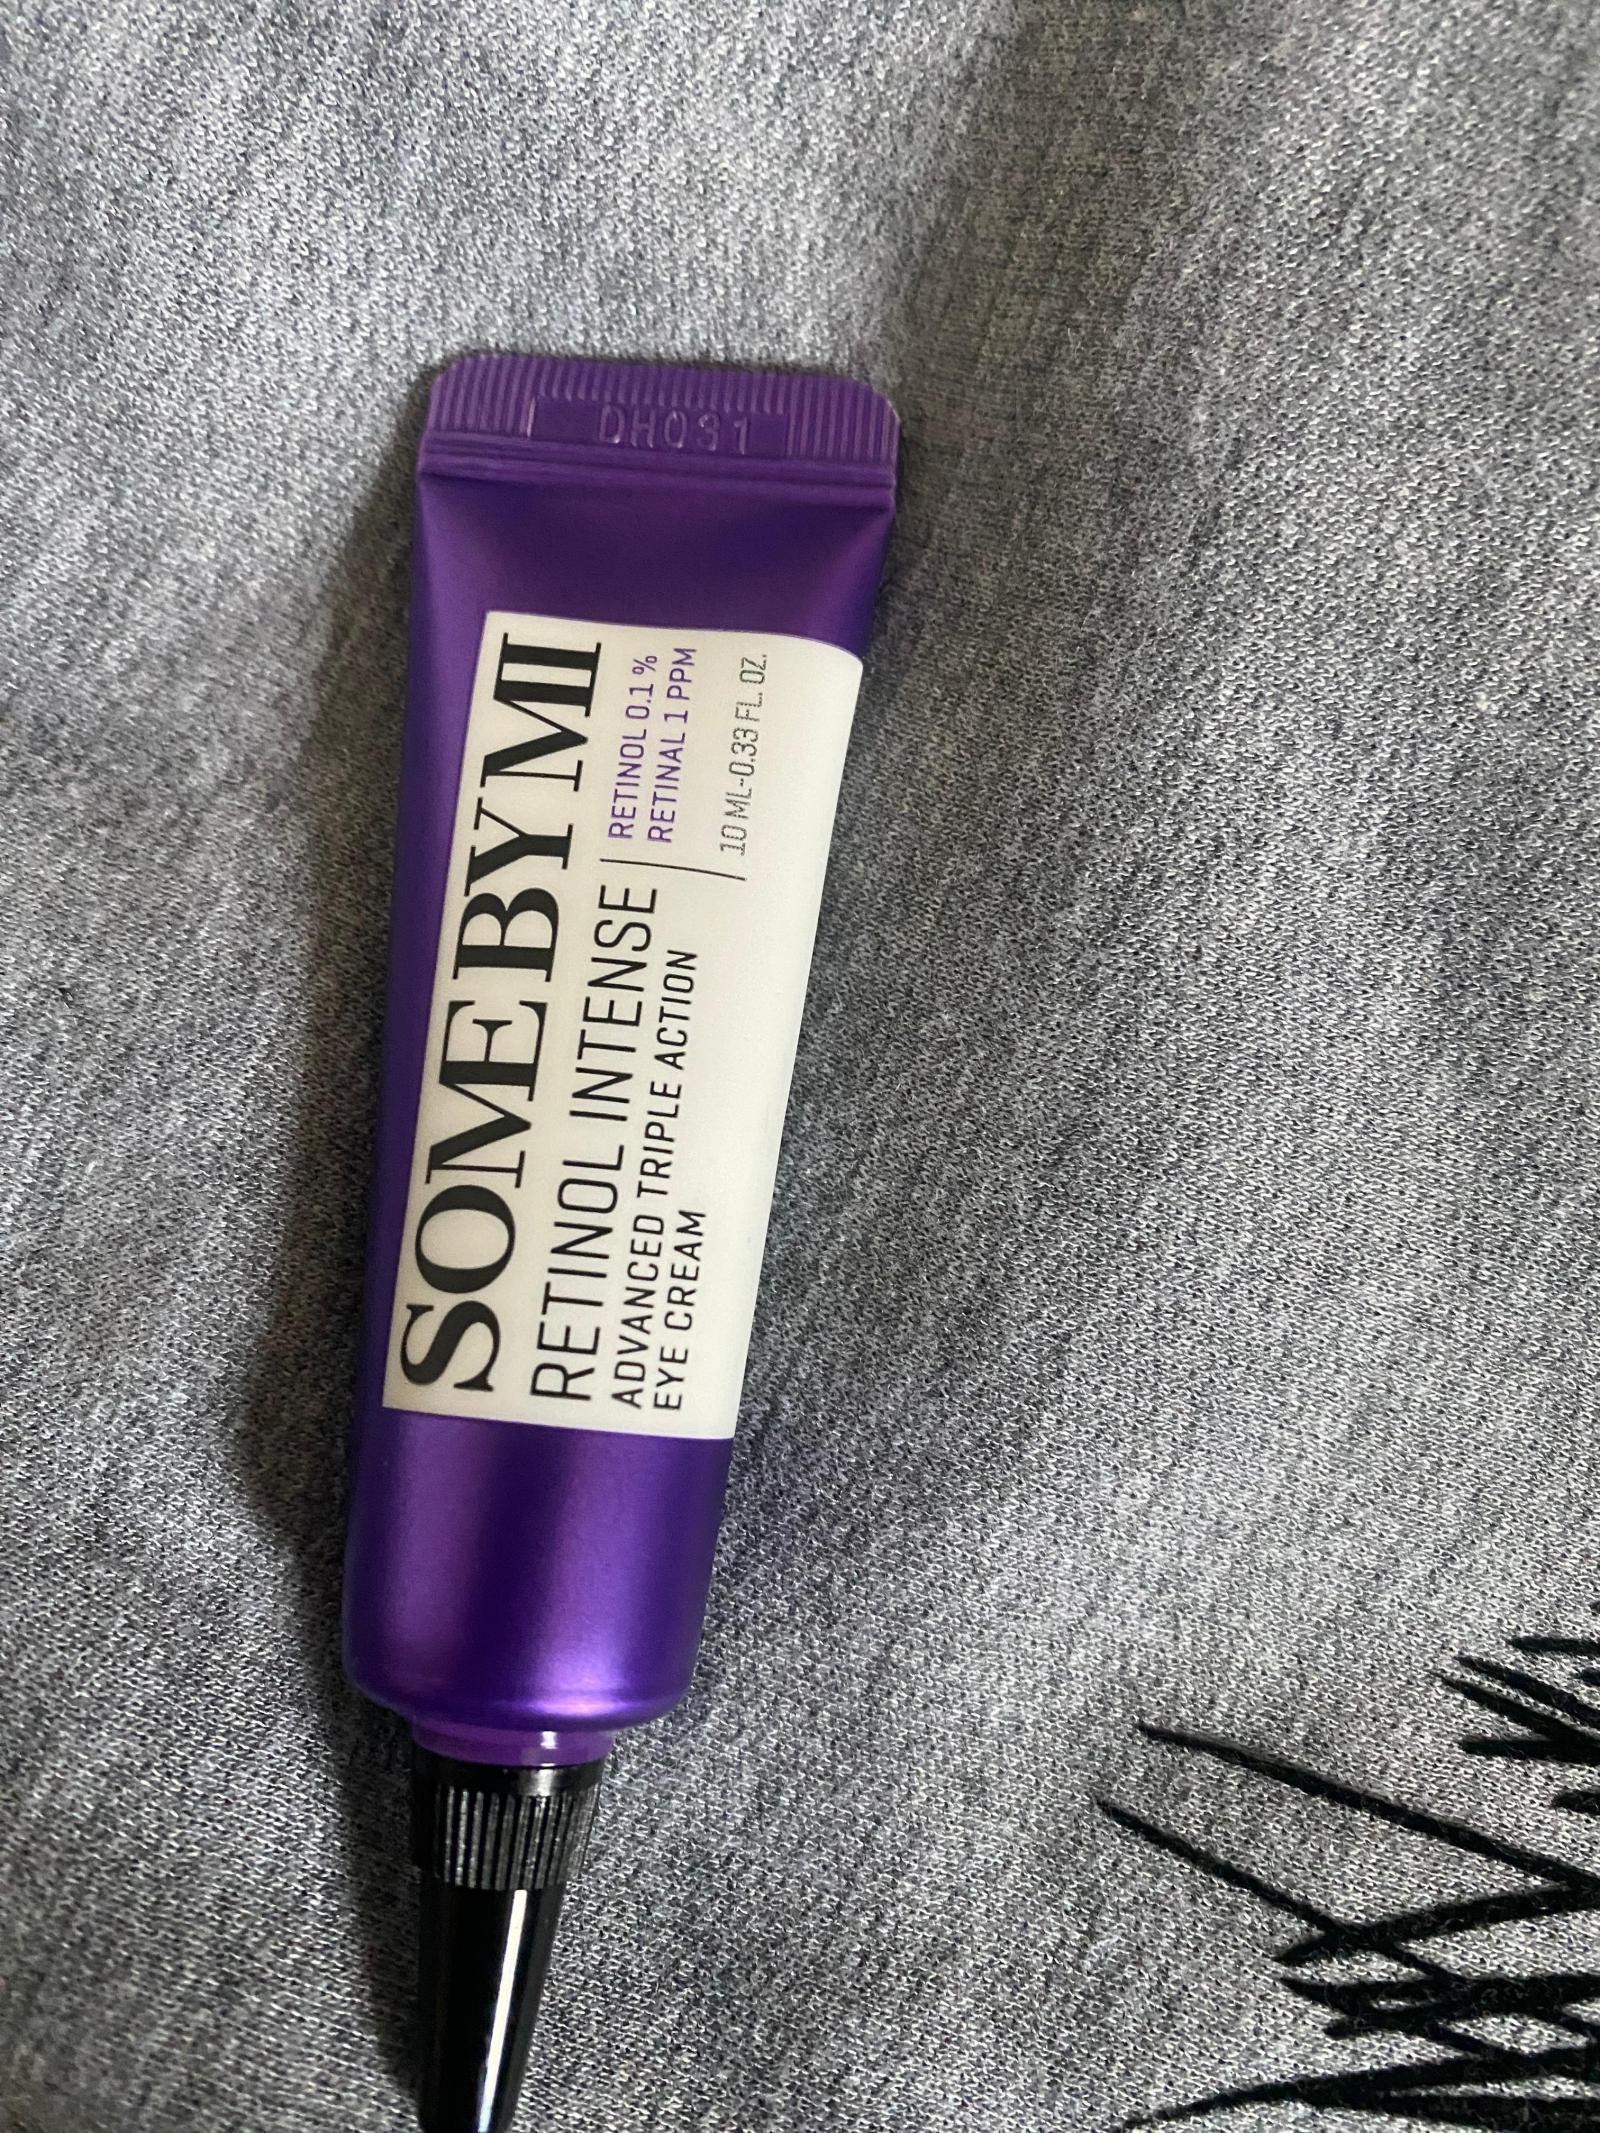 DH031
SOMEBYMI
RETINOL INTENSE
ADVANCED TRIPLE ACTION
EYE CREAM
RETINOL 0.1 %
RETINAL 1 PPM
10 ML-0.33 FL. OZ.